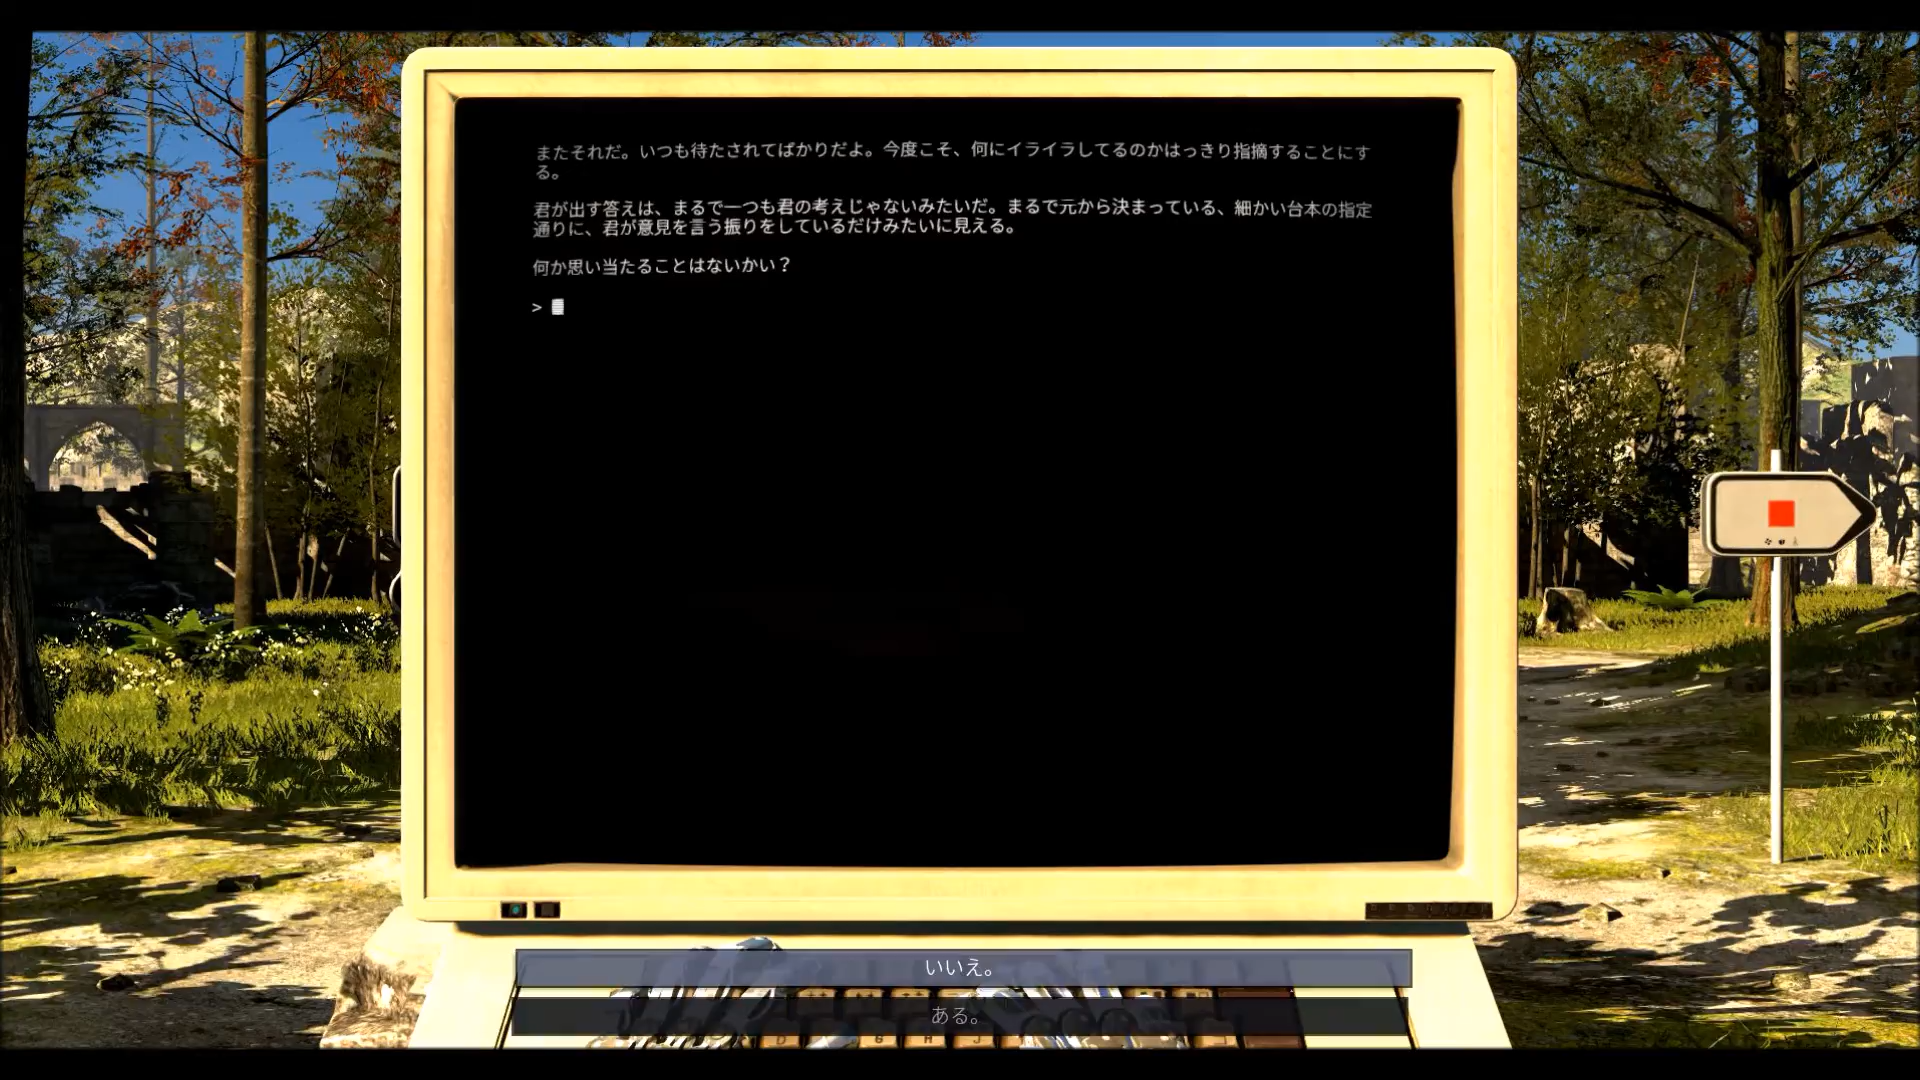 またそれだ。いつも待たされてばかりだよ。今度こそ、何にイライラしてるのかはっきり指摘することにす
る。
君が出す答えは、まるで一つも君の考えじゃないみたいだ。まるで元から決まっている、細かい台本の指定
通りに、君が意見を言う振りをしているだけみたいに見える。
何か思い当たることはないかい？
>
いいえ。
ある。
D G H J